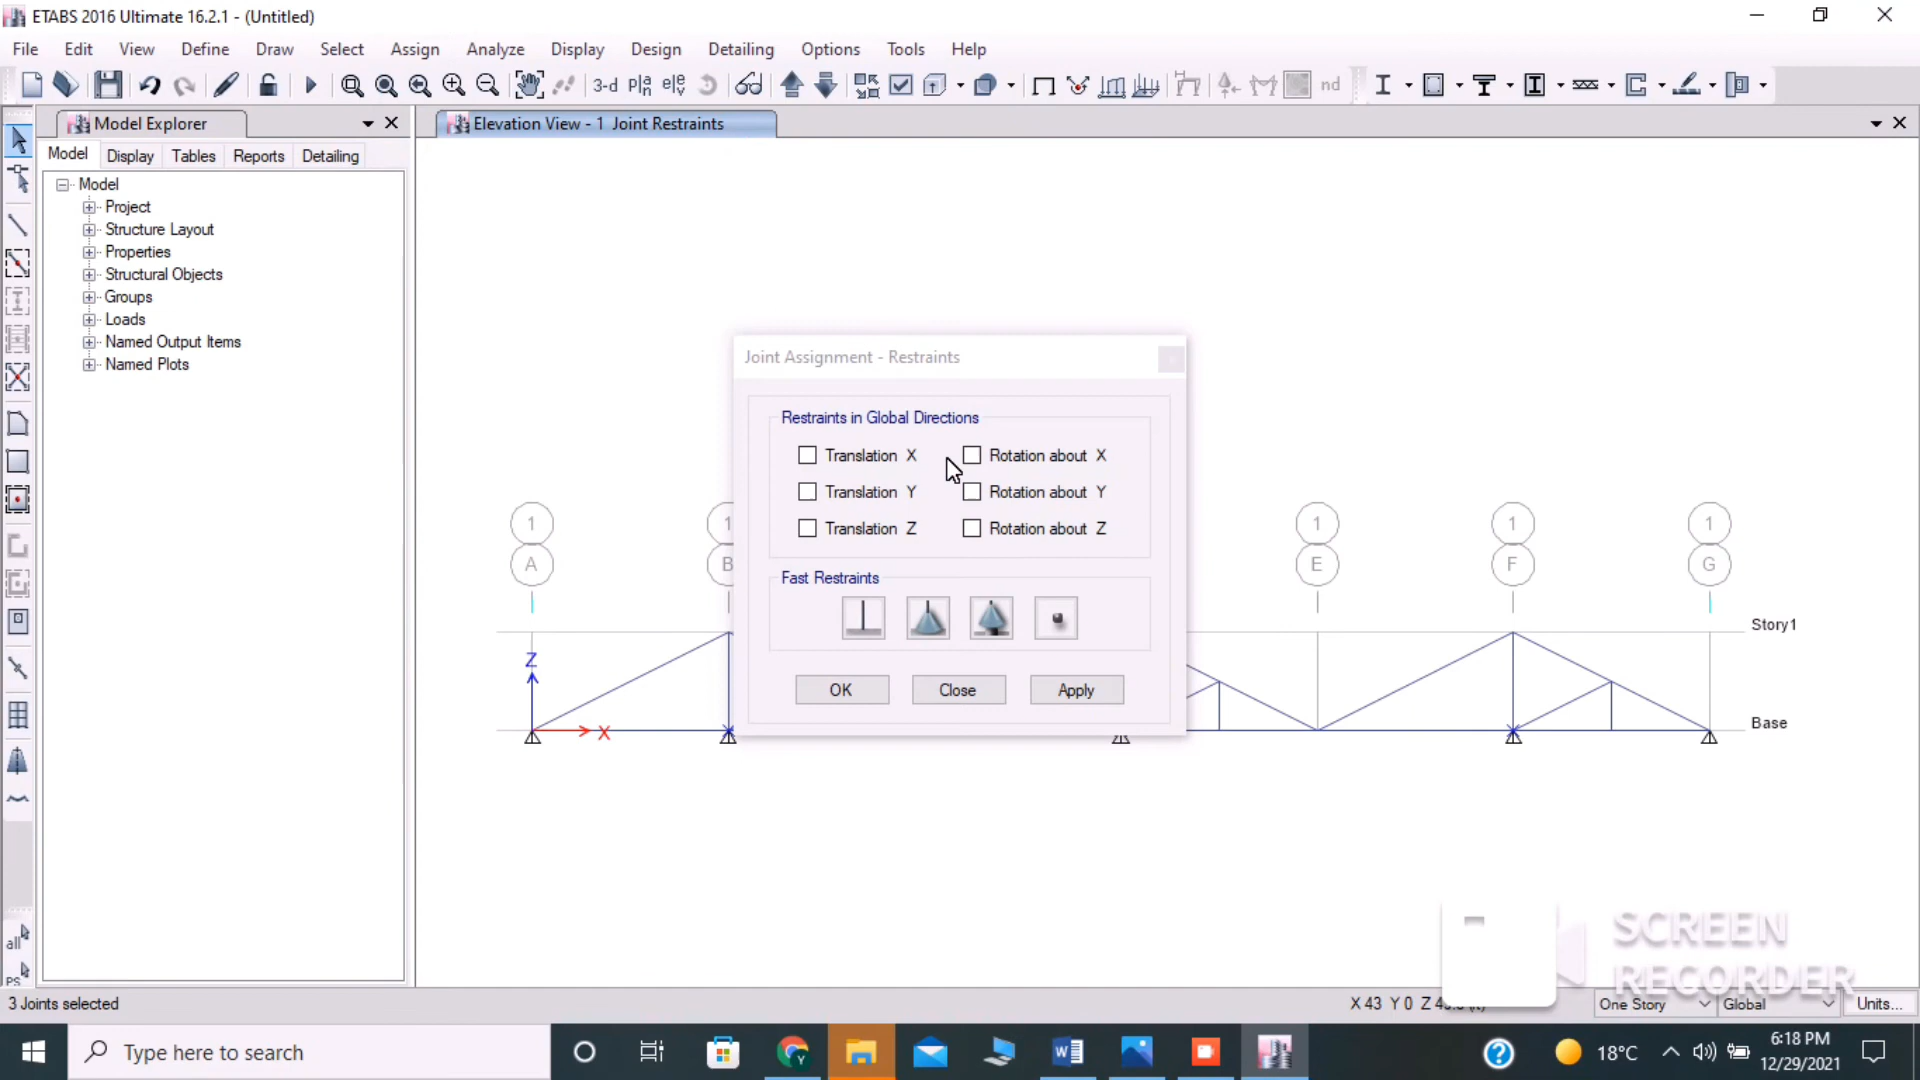 ETABS 2016 Ultimate 16.2.1 - (Untitled)
File Edit View Define Draw Select Assign Analyze Display Design Detailing Options Tools Help
3-d nd
Model Explorer
Elevation View - 1 Joint Restraints
Model Display Tables Reports Detailing
Model
Project
Structure Layout
Properties
Structural Objects
Groups
Loads
Named Output Items
Named Plots
Joint Assignment - Restraints
Restraints in Global Directions
Translation X Rotation about X
Translation Y Rotation about Y
Translation Z Rotation about Z
Fast Restraints
OK Close Apply
1 1 1 1 1
A B E F G
Story1
Z
X
Base
all
PS
SCREEN
RECORDER
3 Joints selected
X 43 Y 0
One Story Global Units...
Type here to search
18°C
6:18 PM
12/29/2021